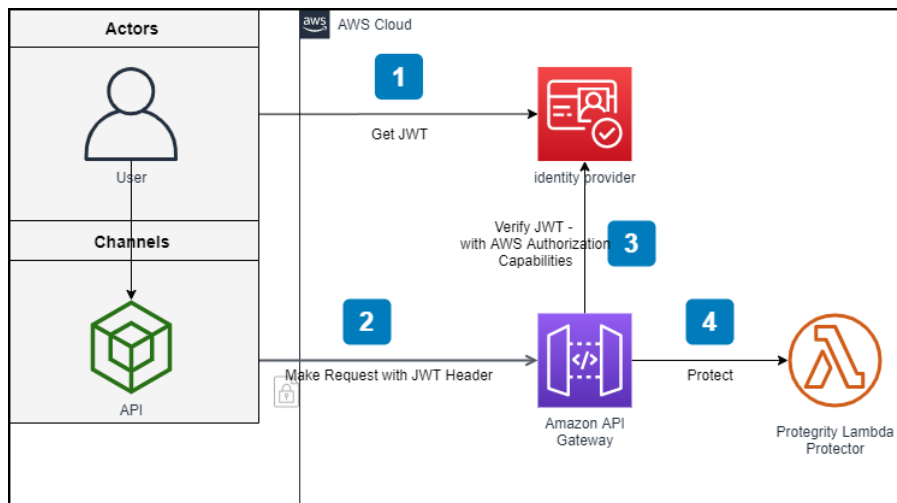 Actors
aws
AWS Cloud
1
Get JWT
User
identity provider
Channels
Verify JWT -
with AWS Authorization
Capabilities
3
2
4
Make Request with JWT Header
Protect
API
Amazon API
Gateway
Protegrity Lambda
Protector